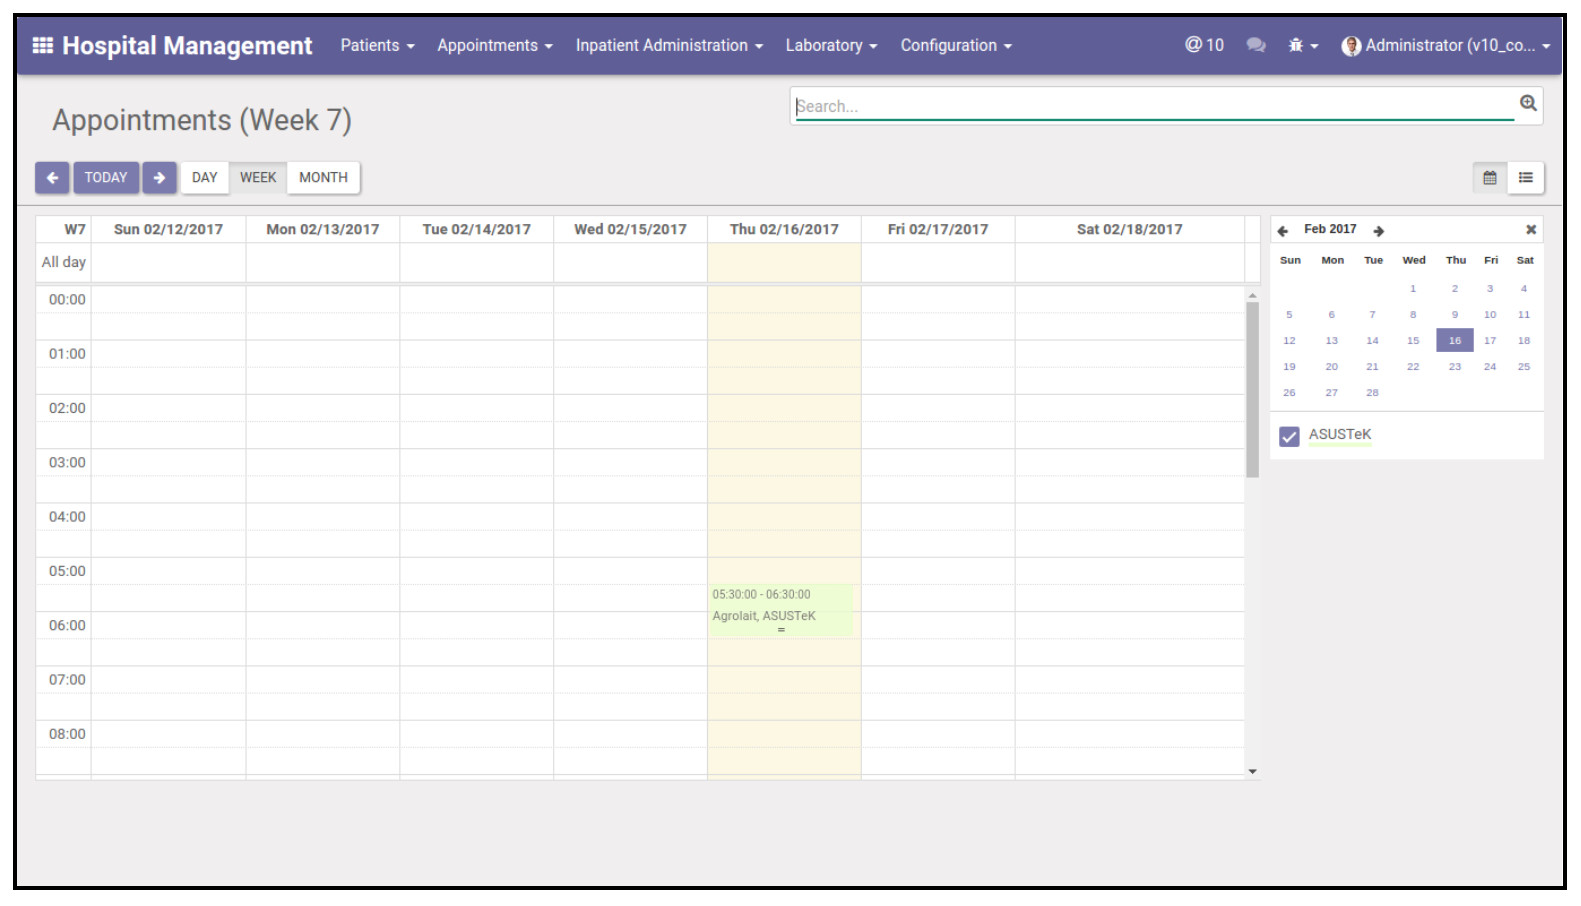 Hospital Management Patients Appointments Inpatient Administration Laboratory Configuration @ 10 Administrator (v10_co...
Appointments (Week 7)
Search...
TODAY DAY WEEK MONTH
W7 Sun 02/12/2017 Mon 02/13/2017 Tue 02/14/2017 Wed 02/15/2017 Thu 02/16/2017 Fri 02/17/2017 Sat 02/18/2017
All day
00:00
01:00
02:00
03:00
04:00
05:00
05:30:00 - 06:30:00
Agrolait, ASUSTeK
06:00
07:00
08:00
Feb 2017
Sun Mon Tue Wed Thu Fri Sat
1 2 3 4
5 6 7 8 9 10 11
12 13 14 15 16 17 18
19 20 21 22 23 24 25
26 27 28
ASUSTeK